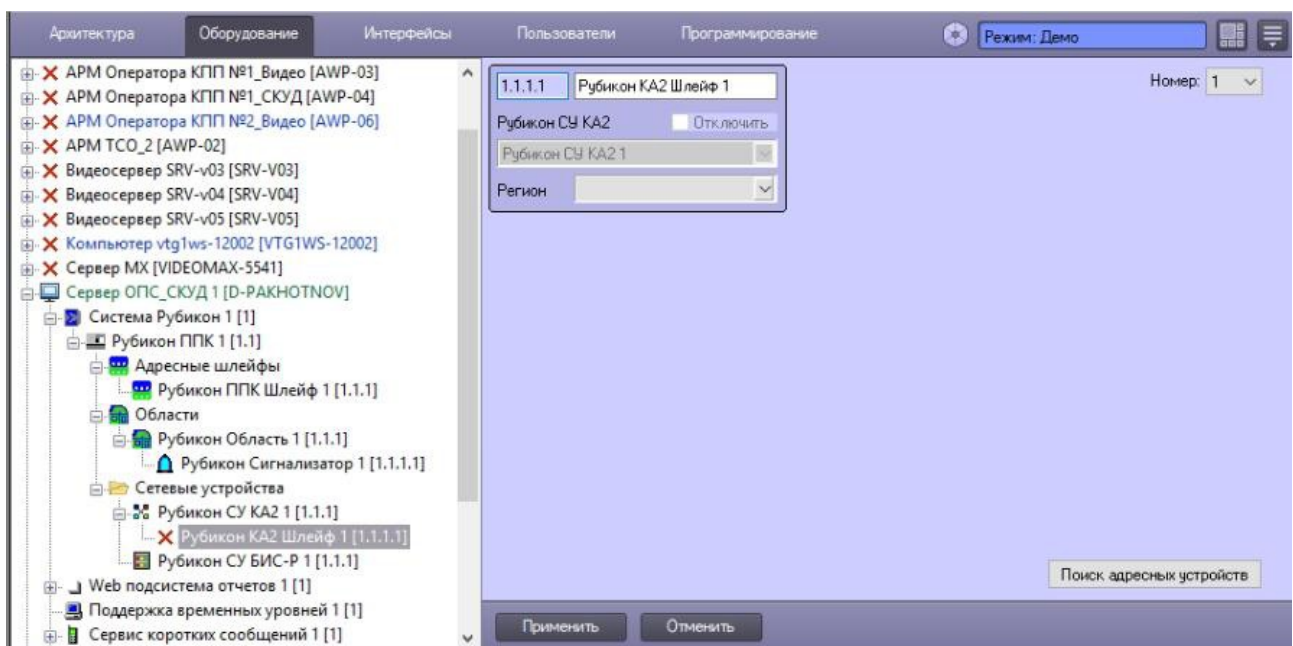 Архитектура Оборудование Интерфейсы Пользователи Программирование Режим: Демо
АРМ Оператора КПП №1_Видео [AWP-03]
АРМ Оператора КПП №1_СКУД [AWP-04]
АРМ Оператора КПП №2_Видео [AWP-06]
АРМ ТСО_2 [AWP-02]
Видеосервер SRV-v03 [SRV-V03]
Видеосервер SRV-v04 [SRV-V04]
Видеосервер SRV-v05 [SRV-V05]
Компьютер vtg1ws-12002 [VTG1WS-12002]
Сервер MX [VIDEOMAX-5541]
Сервер ОПС_СКУД 1 [D-PAKHOTNOV]
Система Рубикон 1 [1]
Рубикон ППК 1 [1.1]
Адресные шлейфы
Рубикон ППК Шлейф 1 [1.1.1]
Области
Рубикон Область 1 [1.1.1]
Рубикон Сигнализатор 1 [1.1.1.1]
Сетевые устройства
Рубикон СУ КА2 1 [1.1.1]
Рубикон КА2 Шлейф 1 [1.1.1.1]
Рубикон СУ БИС-Р 1 [1.1.1]
Web подсистема отчетов 1 [1]
Поддержка временных уровней 1 [1]
Сервис коротких сообщений 1 [1]
1.1.1.1 Рубикон КА2 Шлейф 1
Номер: 1
Рубикон СУ КА2 Отключить
Рубикон СУ КА2 1
Регион
Поиск адресных устройств
Применить Отменить